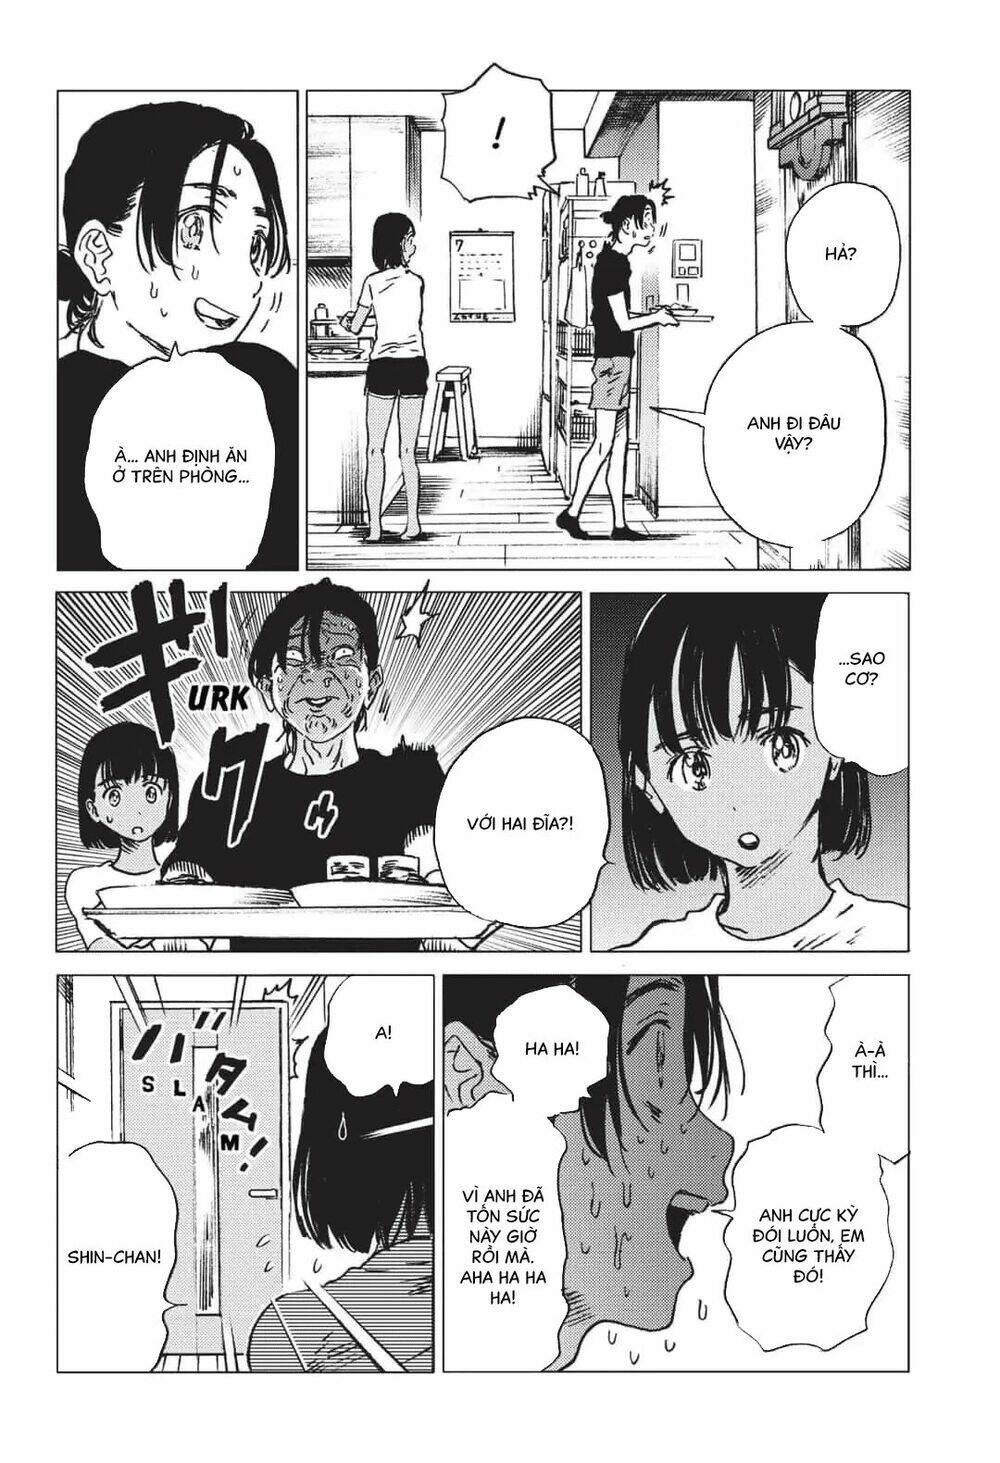 !
HẢ?
ANH ĐI ĐÂU
VẬY?
À... ANH ĐỊNH ĂN
Ở TRÊN PHÒNG...
...SAO
CƠ?
VỚI HAI ĐĨA?!
ギクッ
URK
À-À
THÌ...
ANH CỰC KỲ
ĐÓI LUÔN, EM
CŨNG THẤY
ĐÓ!
HA HA!
VÌ ANH ĐÃ
TỐN SỨC
NÀY GIỜ
RỒI MÀ.
AHA HA HA
HA!
A!
バタム!
SLAM
SHIN-CHAN!
7